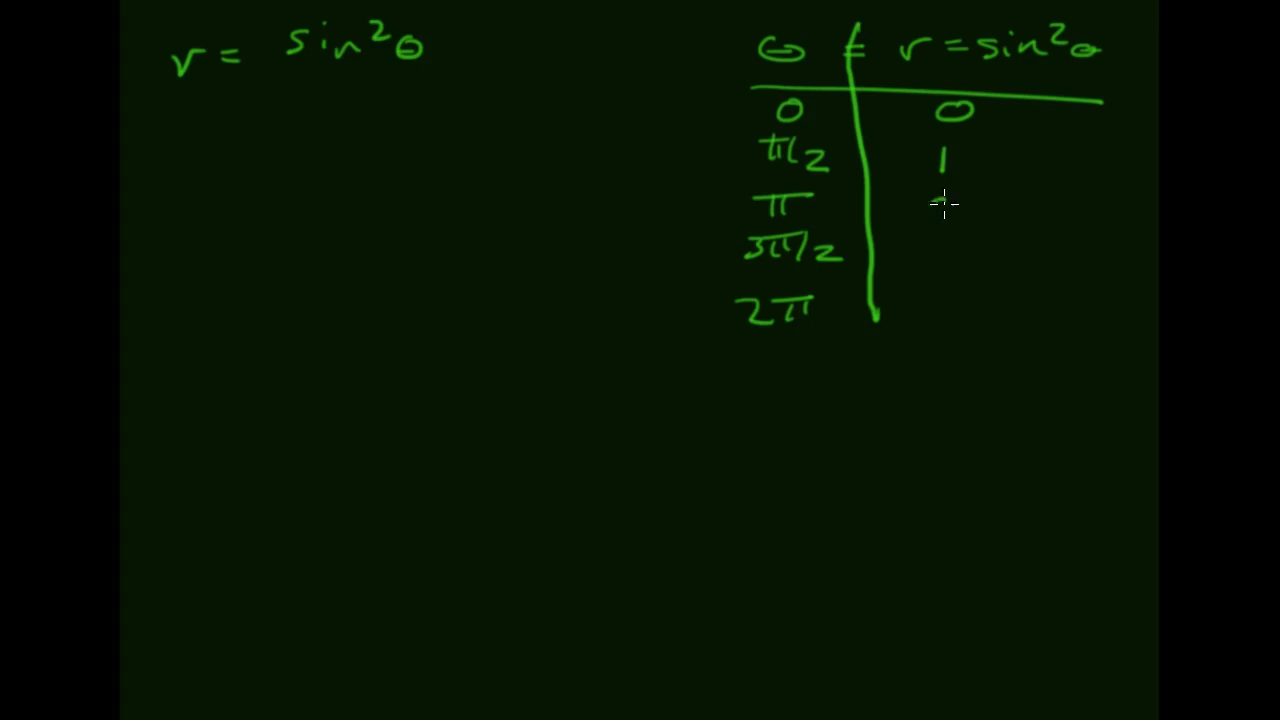 r = sin²θ
θ = r = sin²θ
0 0
π/2 1
π
3π/2
2π